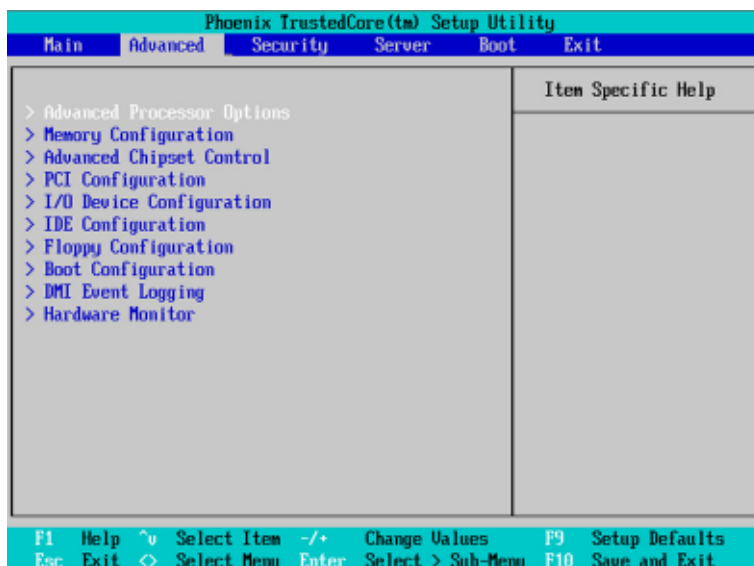 Phoenix TrustedCore(tm) Setup Utility
Main Advanced Security Server Boot Exit
Item Specific Help
> Advanced Processor Options
> Memory Configuration
> Advanced Chipset Control
> PCI Configuration
> I/O Device Configuration
> IDE Configuration
> Floppy Configuration
> Boot Configuration
> DMI Event Logging
> Hardware Monitor
F1 Help ^v Select Item -/+ Change Values F9 Setup Defaults
Esc Exit <> Select Menu Enter Select > Sub-Menu F10 Save and Exit